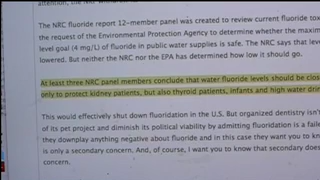 attention, the
The NRC fluoride report 12-member panel was created to review current fluoride tox
the request of the Environmental Protection Agency to determine whether the maxim
level goal (4 mg/L) of fluoride in public water supplies is safe. The NRC says that leve
lowered. But neither the NRC nor the EPA has determined how low it should go.
At least three NRC panel members conclude that water fluoride levels should be close
only to protect kidney patients, but also thyroid patients, infants and high water drin
This would effectively shut down fluoridation in the U.S. But organized dentistry isn't
of its pet project and diminish its political viability by admitting fluoridation is a faile
they downplay anything negative about fluoride and in this case they want you to kn
is only a secondary concern. And, of course, I want you to know that secondary does
concern.